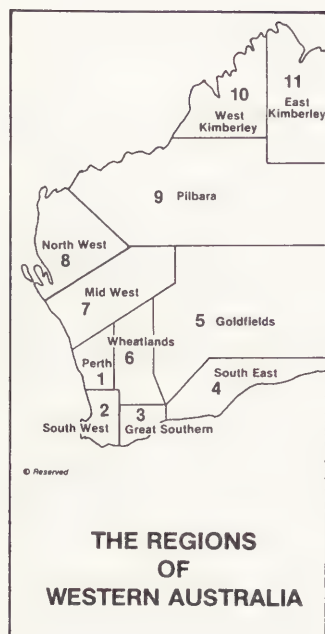 10
West
Kimberley
11
East
Kimberley
9 Pilbara
North West
8
Mid West
7
5 Goldfields
Wheatlands
6
Perth
1
South East
4
2
South West
3
Great Southern
© Reserved
THE REGIONS
OF
WESTERN AUSTRALIA